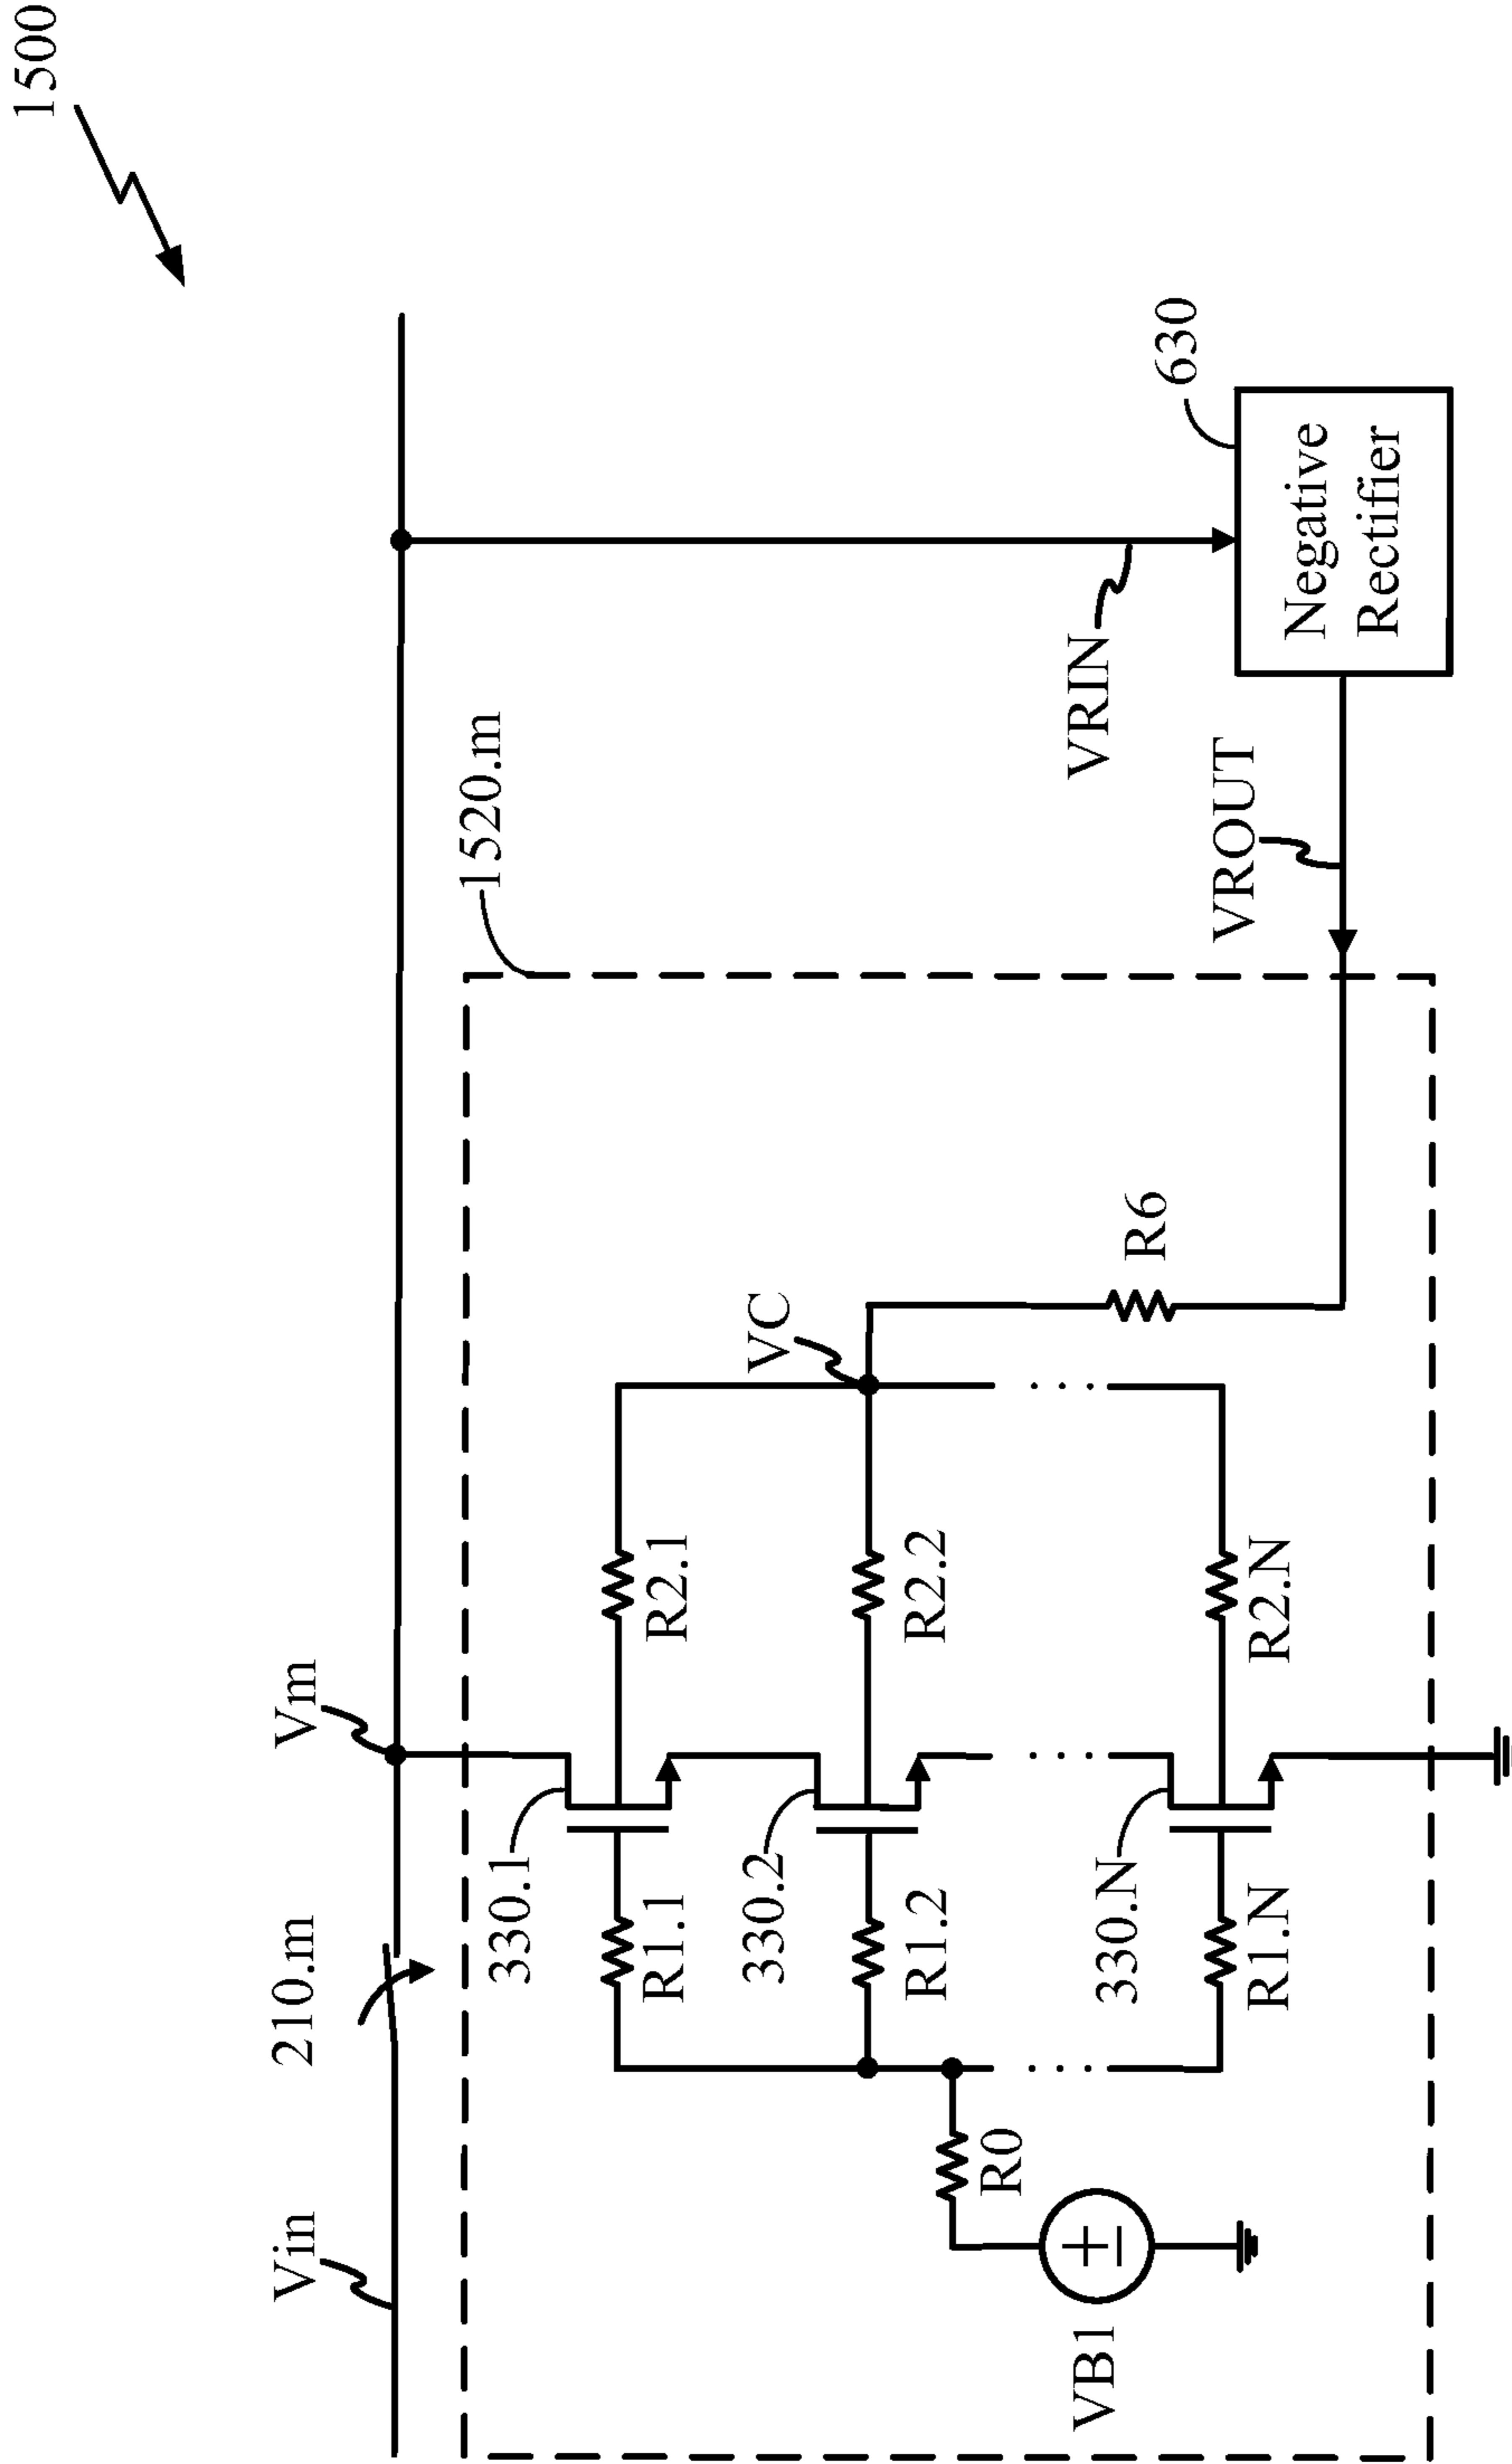 1500
Vin
210.m
Vm
1520.m
330.1
R1.1
R2.1
VC
330.2
R1.2
R2.2
R0
VB1
330.N
R1.N
R2.N
R6
VROUT
VRIN
630
Negative
Rectifier